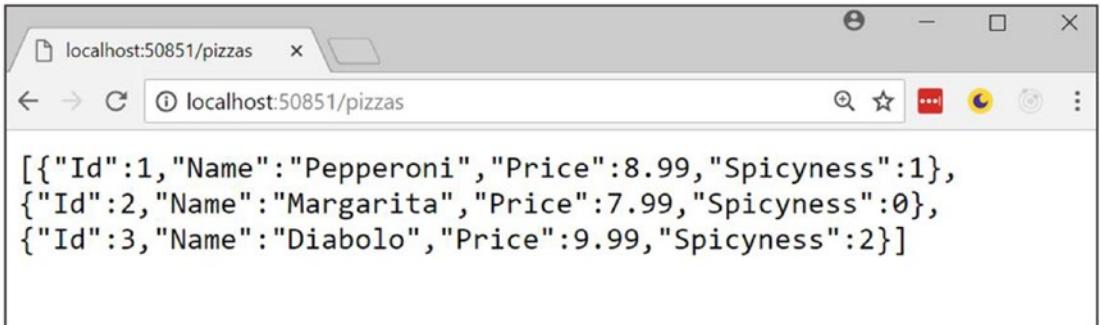 localhost:50851/pizzas
localhost:50851/pizzas
[{"Id":1,"Name":"Pepperoni","Price":8.99,"Spicyness":1},
{"Id":2,"Name":"Margarita","Price":7.99,"Spicyness":0},
{"Id":3,"Name":"Diabolo","Price":9.99,"Spicyness":2}]